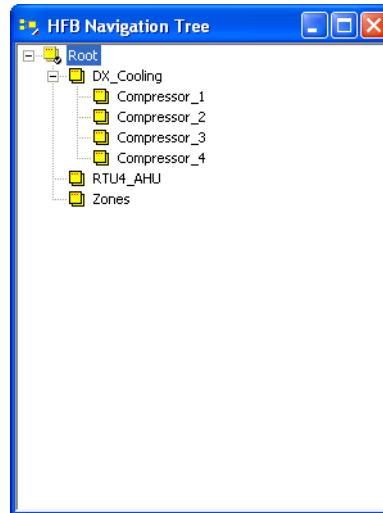 HFB Navigation Tree
Root
DX_Cooling
Compressor_1
Compressor_2
Compressor_3
Compressor_4
RTU4_AHU
Zones